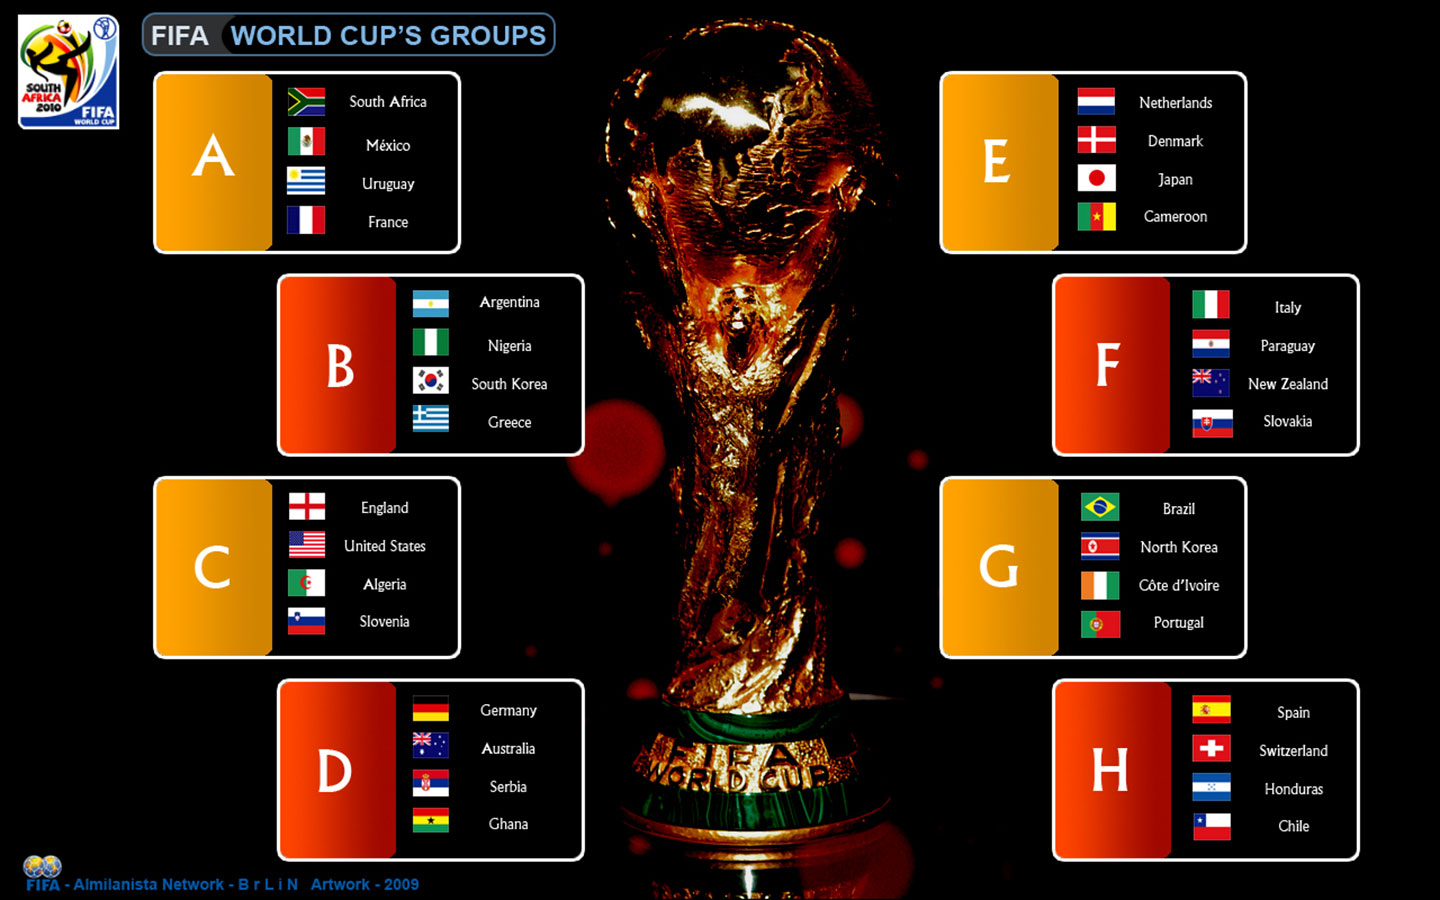 FIFA WORLD CUP'S GROUPS
SOUTH
AFRICA
2010
FIFA
WORLD CUP
A
South Africa
México
Uruguay
France
B
Argentina
Nigeria
South Korea
Greece
C
England
United States
Algeria
Slovenia
D
Germany
Australia
Serbia
Ghana
E
Netherlands
Denmark
Japan
Cameroon
F
Italy
Paraguay
New Zealand
Slovakia
G
Brazil
North Korea
Côte d'Ivoire
Portugal
H
Spain
Switzerland
Honduras
Chile
FIFA
WORLD CUP
FIFA - Almilanista Network - B r L i N Artwork - 2009